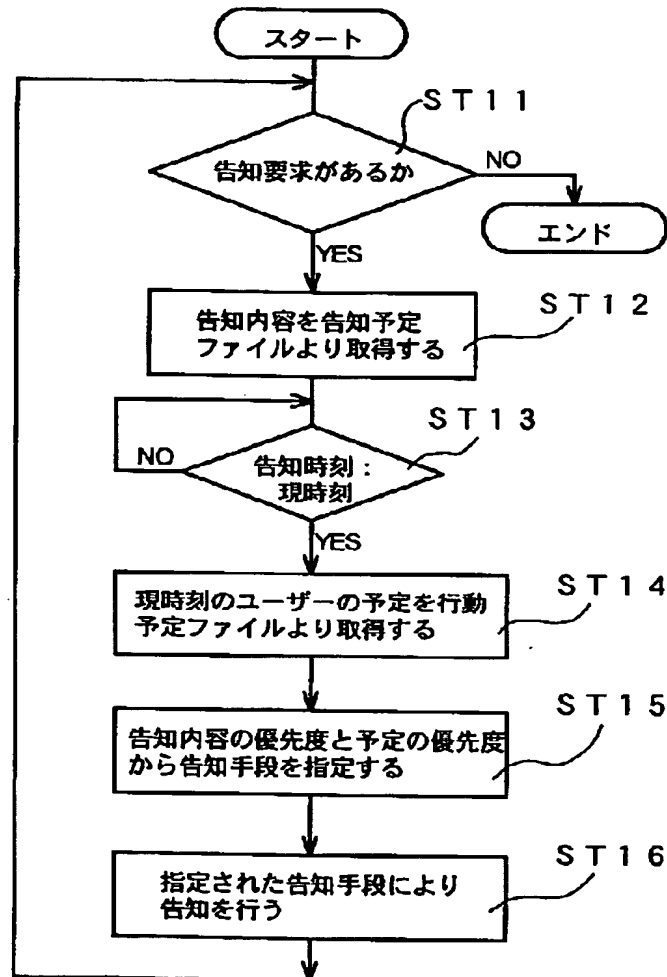 スタート
ST11
告知要求があるか
NO
エンド
YES
ST12
告知内容を告知予定
ファイルより取得する
ST13
NO
告知時刻：
現時刻
YES
ST14
現時刻のユーザーの予定を行動
予定ファイルより取得する
ST15
告知内容の優先度と予定の優先度
から告知手段を指定する
ST16
指定された告知手段により
告知を行う